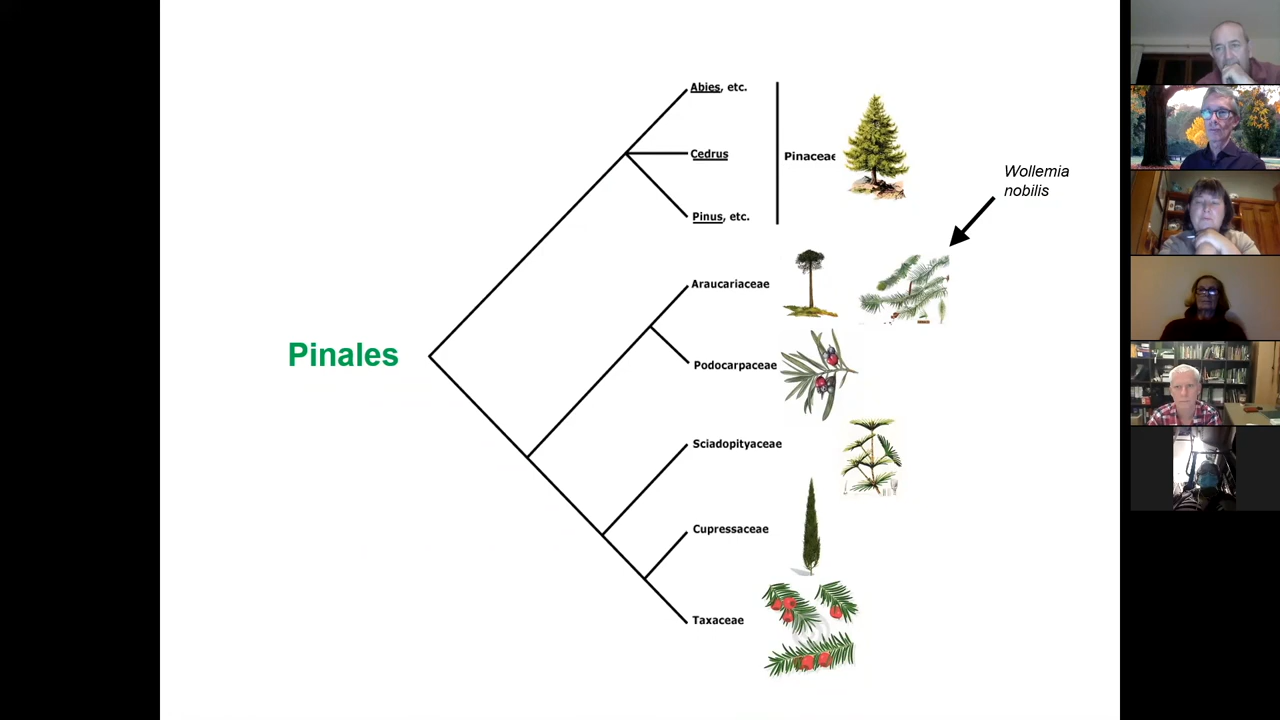 Abies, etc.
Cedrus
Pinaceae
Pinus, etc.
Wollemia
nobilis
Araucariaceae
Pinales
Podocarpaceae
Sciadopityaceae
Cupressaceae
Taxaceae